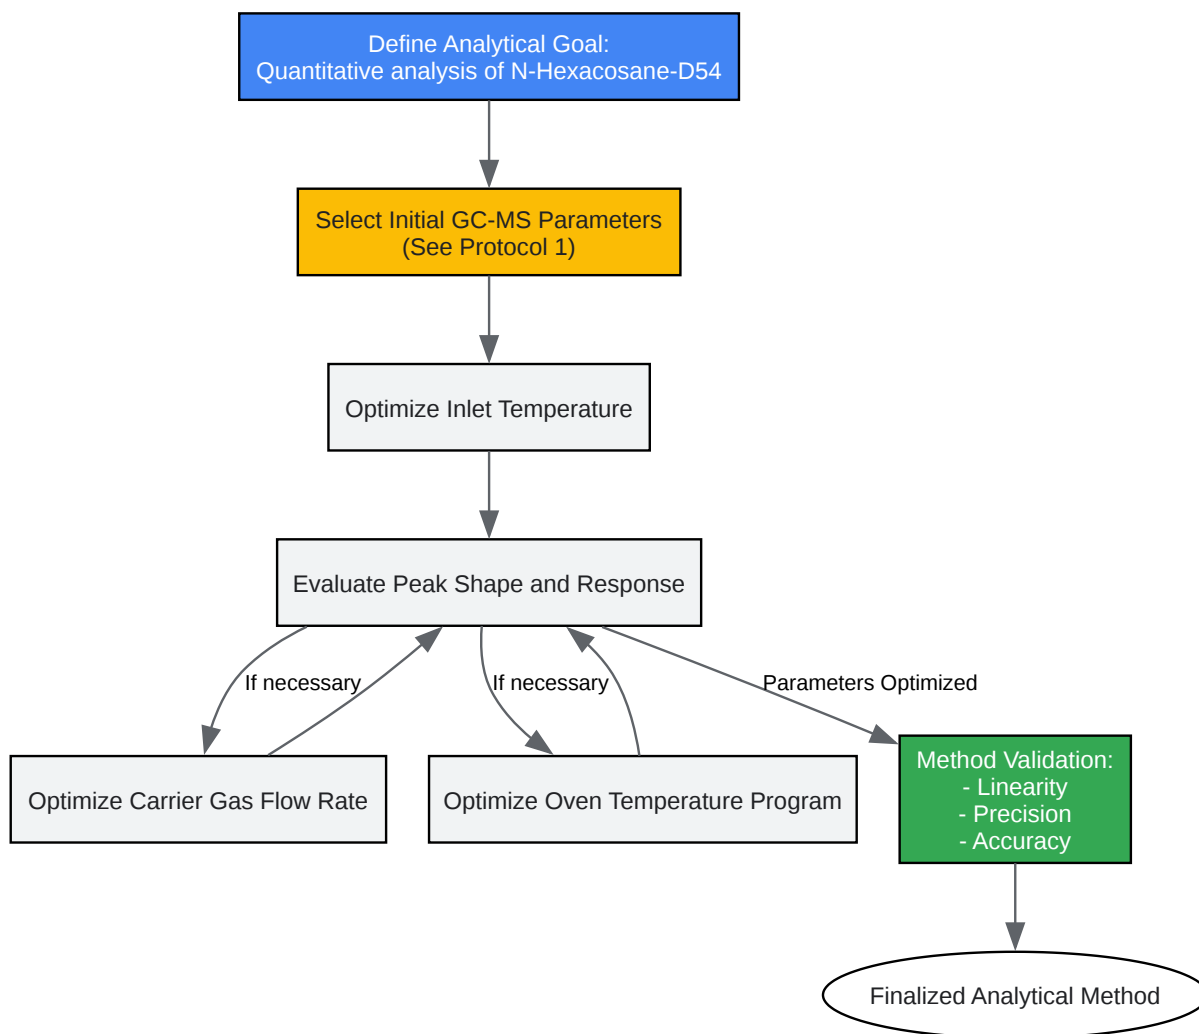 Define Analytical Goal:
Quantitative analysis of N-Hexacosane-D54
Select Initial GC-MS Parameters
(See Protocol 1)
Optimize Inlet Temperature
Evaluate Peak Shape and Response
If necessary
If necessary
Parameters Optimized
Optimize Carrier Gas Flow Rate
Optimize Oven Temperature Program
Method Validation:
- Linearity
- Precision
- Accuracy
Finalized Analytical Method